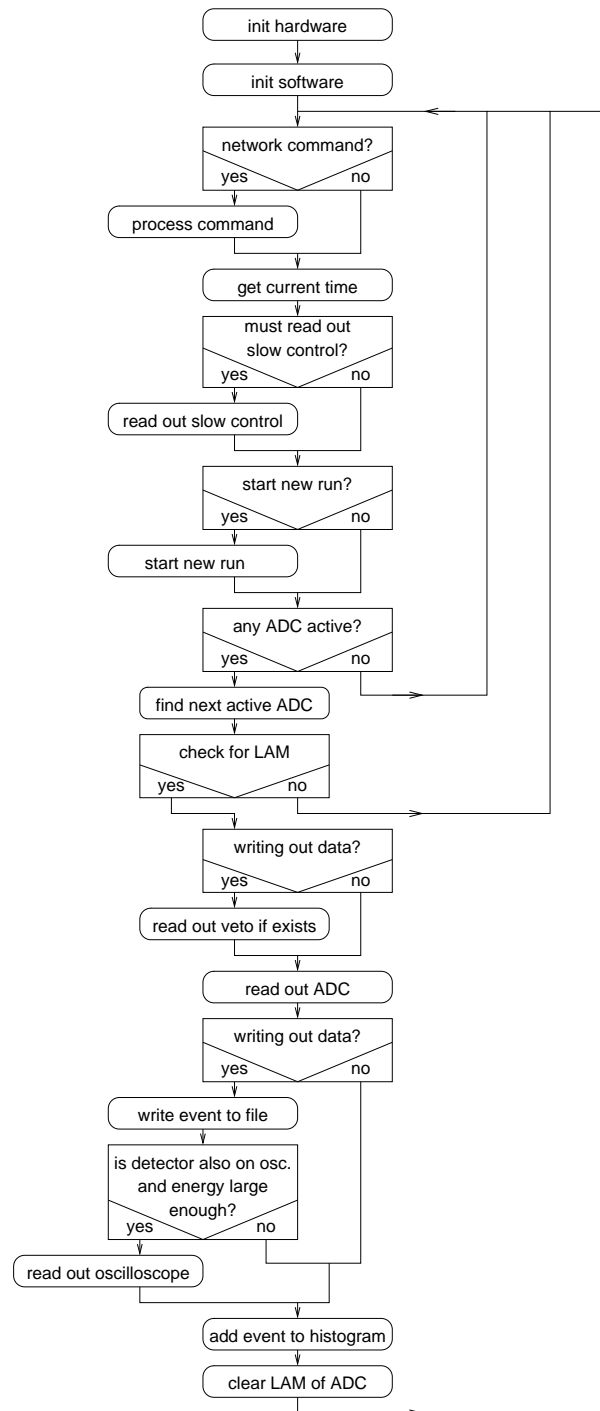 init hardware
init software
network command?
yes
no
process command
get current time
must read out
slow control?
yes
no
read out slow control
start new run?
yes
no
start new run
any ADC active?
yes
no
find next active ADC
check for LAM
yes
no
writing out data?
yes
no
read out veto if exists
read out ADC
writing out data?
yes
no
write event to file
is detector also on osc.
and energy large
enough?
yes
no
read out oscilloscope
add event to histogram
clear LAM of ADC